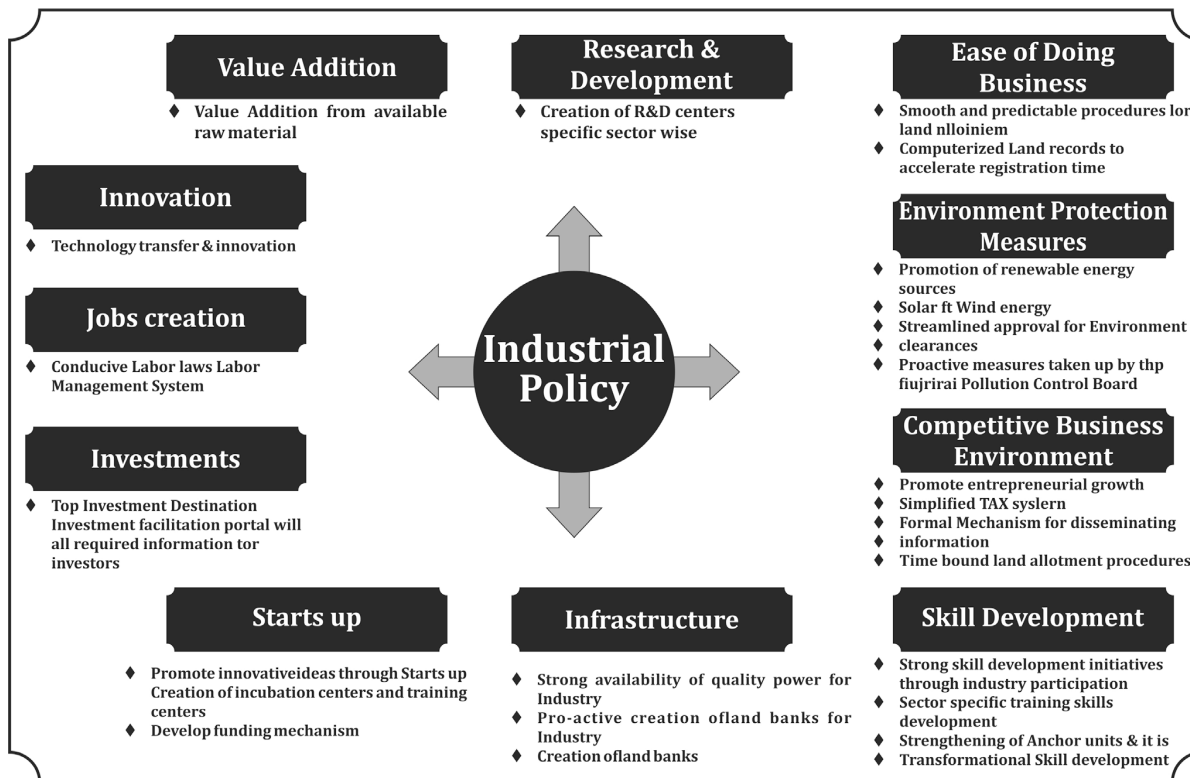 Value Addition
♦ Value Addition from available
raw material
Research &
Development
♦ Creation of R&D centers
specific sector wise
Ease of Doing
Business
♦ Smooth and predictable procedures lor
land nlloiniem
♦ Computerized Land records to
accelerate registration time
Innovation
♦ Technology transfer & innovation
Jobs creation
♦ Conducive Labor laws Labor
Management System
Investments
♦ Top Investment Destination
Investment facilitation portal will
all required information tor
investors
Industrial
Policy
Environment Protection
Measures
♦ Promotion of renewable energy
sources
♦ Solar ft Wind energy
♦ Streamlined approval for Environment
♦ clearances
♦ Proactive measures taken up by thp
fiujrirai Pollution Control Board
Competitive Business
Environment
♦ Promote entrepreneurial growth
♦ Simplified TAX syslern
♦ Formal Mechanism for disseminating
♦ information
♦ Time bound land allotment procedures
Starts up
♦ Promote innovativeideas through Starts up
Creation of incubation centers and training
centers
♦ Develop funding mechanism
Infrastructure
♦ Strong availability of quality power for
Industry
♦ Pro-active creation ofland banks for
Industry
♦ Creation ofland banks
Skill Development
♦ Strong skill development initiatives
through industry participation
♦ Sector specific training skills
development
♦ Strengthening of Anchor units & it is
♦ Transformational Skill development